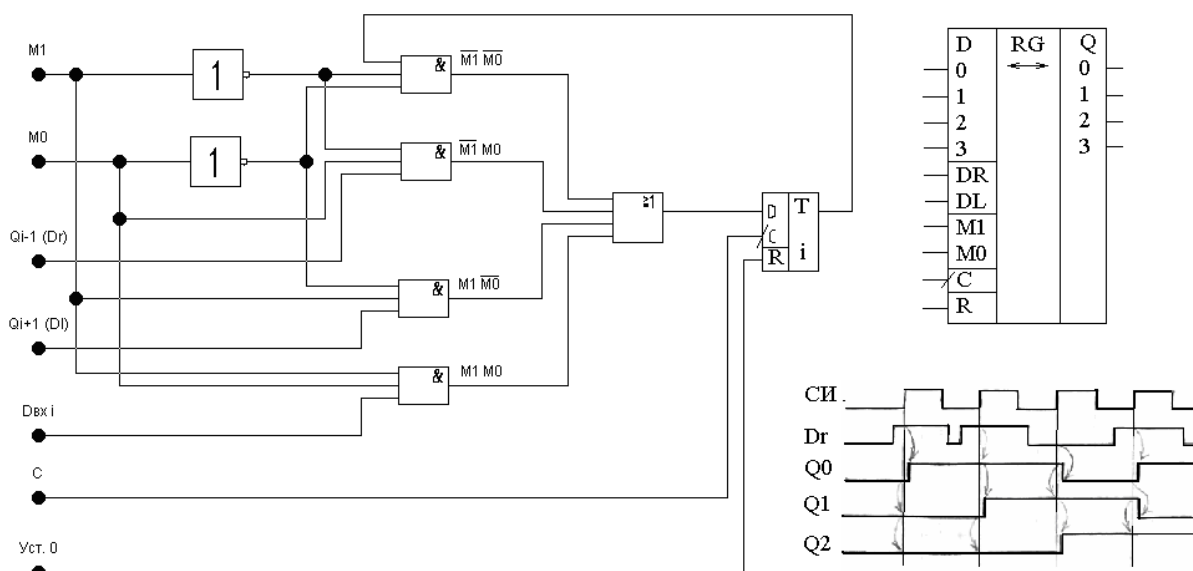 M1
1
&
M1 M0
M0
1
&
M1 M0
Qi-1 (Dr)
≥1
D T
C
R i
&
M1 M0
Qi+1 (Dl)
&
M1 M0
Dвх i
C
Уст. 0
D RG Q
0 ↔ 0
1 1
2 2
3 3
DR
DL
M1
M0
C
R
СИ .
Dr
Q0
Q1
Q2